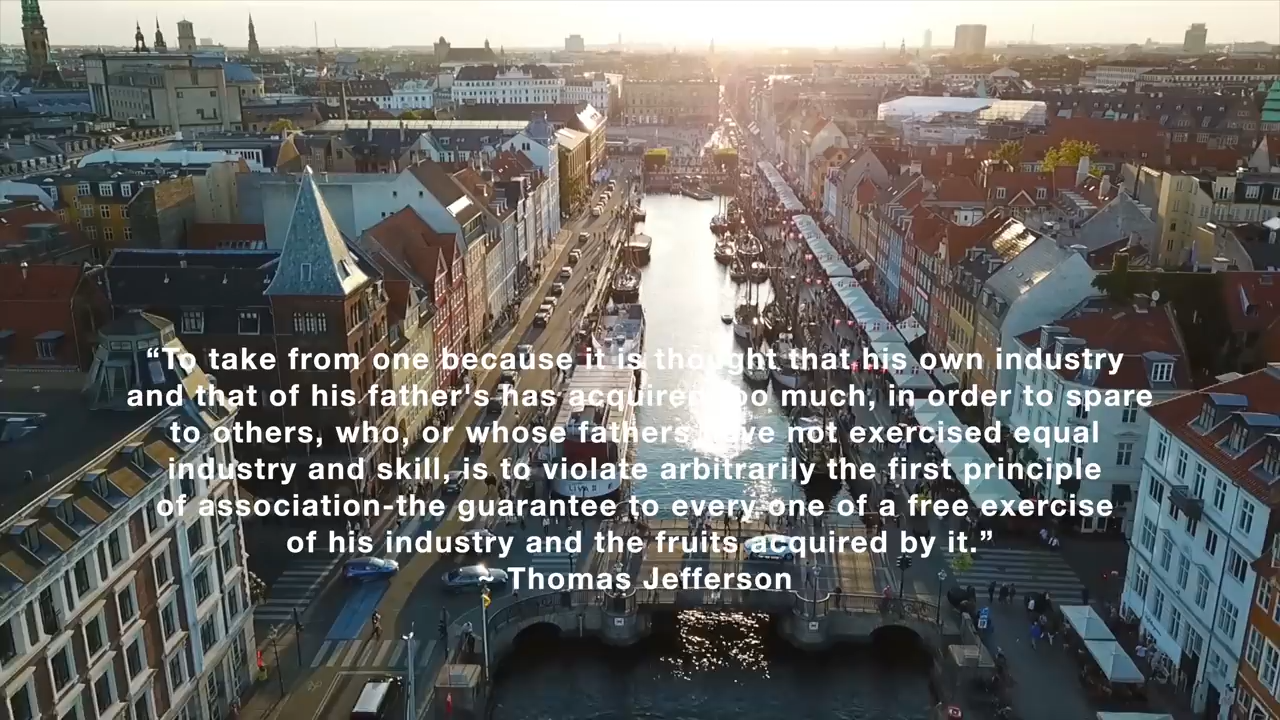 “To take from one because it is thought that his own industry
and that of his father's has acquired too much, in order to spare
to others, who, or whose fathers have not exercised equal
industry and skill, is to violate arbitrarily the first principle
of association-the guarantee to every one of a free exercise
of his industry and the fruits acquired by it.”
~ Thomas Jefferson